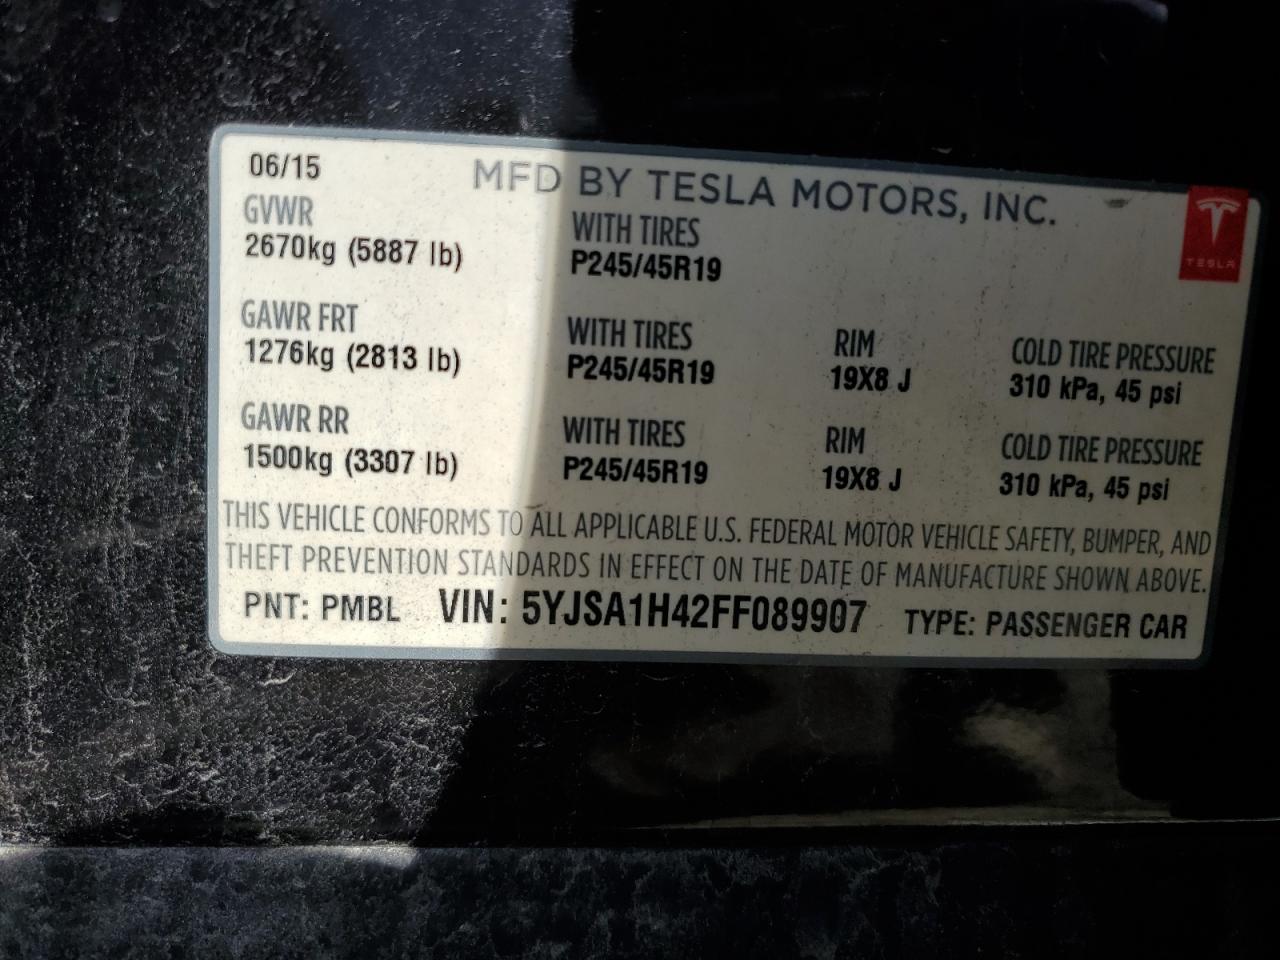 06/15
MFD BY TESLA MOTORS, INC.
TESLA
GVWR
2670kg (5887 lb)
WITH TIRES
P245/45R19
GAWR FRT
1276kg (2813 lb)
WITH TIRES
P245/45R19
RIM
19X8 J
COLD TIRE PRESSURE
310 kPa, 45 psi
GAWR RR
1500kg (3307 lb)
WITH TIRES
P245/45R19
RIM
19X8 J
COLD TIRE PRESSURE
310 kPa, 45 psi
THIS VEHICLE CONFORMS TO ALL APPLICABLE U.S. FEDERAL MOTOR VEHICLE SAFETY, BUMPER, AND
THEFT PREVENTION STANDARDS IN EFFECT ON THE DATE OF MANUFACTURE SHOWN ABOVE.
PNT: PMBL VIN: 5YJSA1H42FF089907 TYPE: PASSENGER CAR